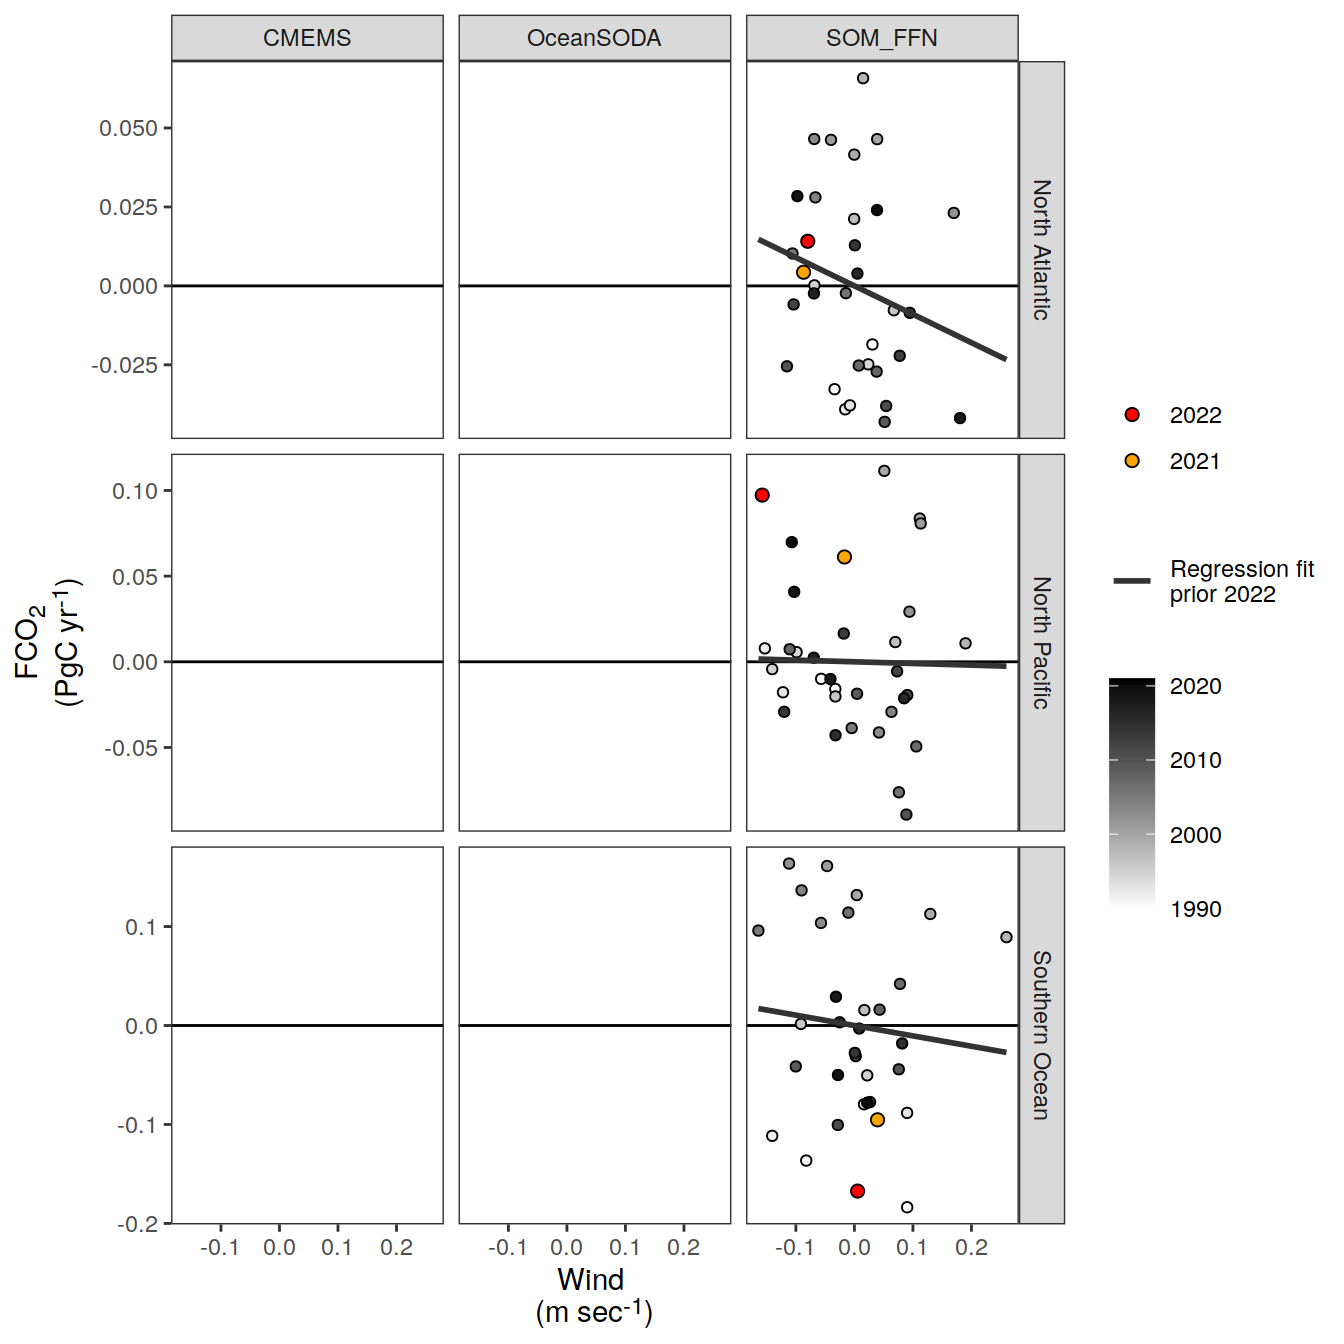 CMEMS
OceanSODA
SOM_FFN
0.050
0.025
0.000
-0.025
North Atlantic
0.10
0.05
0.00
-0.05
North Pacific
0.1
0.0
-0.1
-0.2
Southern Ocean
-0.1 0.0 0.1 0.2
-0.1 0.0 0.1 0.2
-0.1 0.0 0.1 0.2
Wind
(m sec⁻¹)
FCO₂
(PgC yr⁻¹)
2022
2021
Regression fit
prior 2022
2020
2010
2000
1990